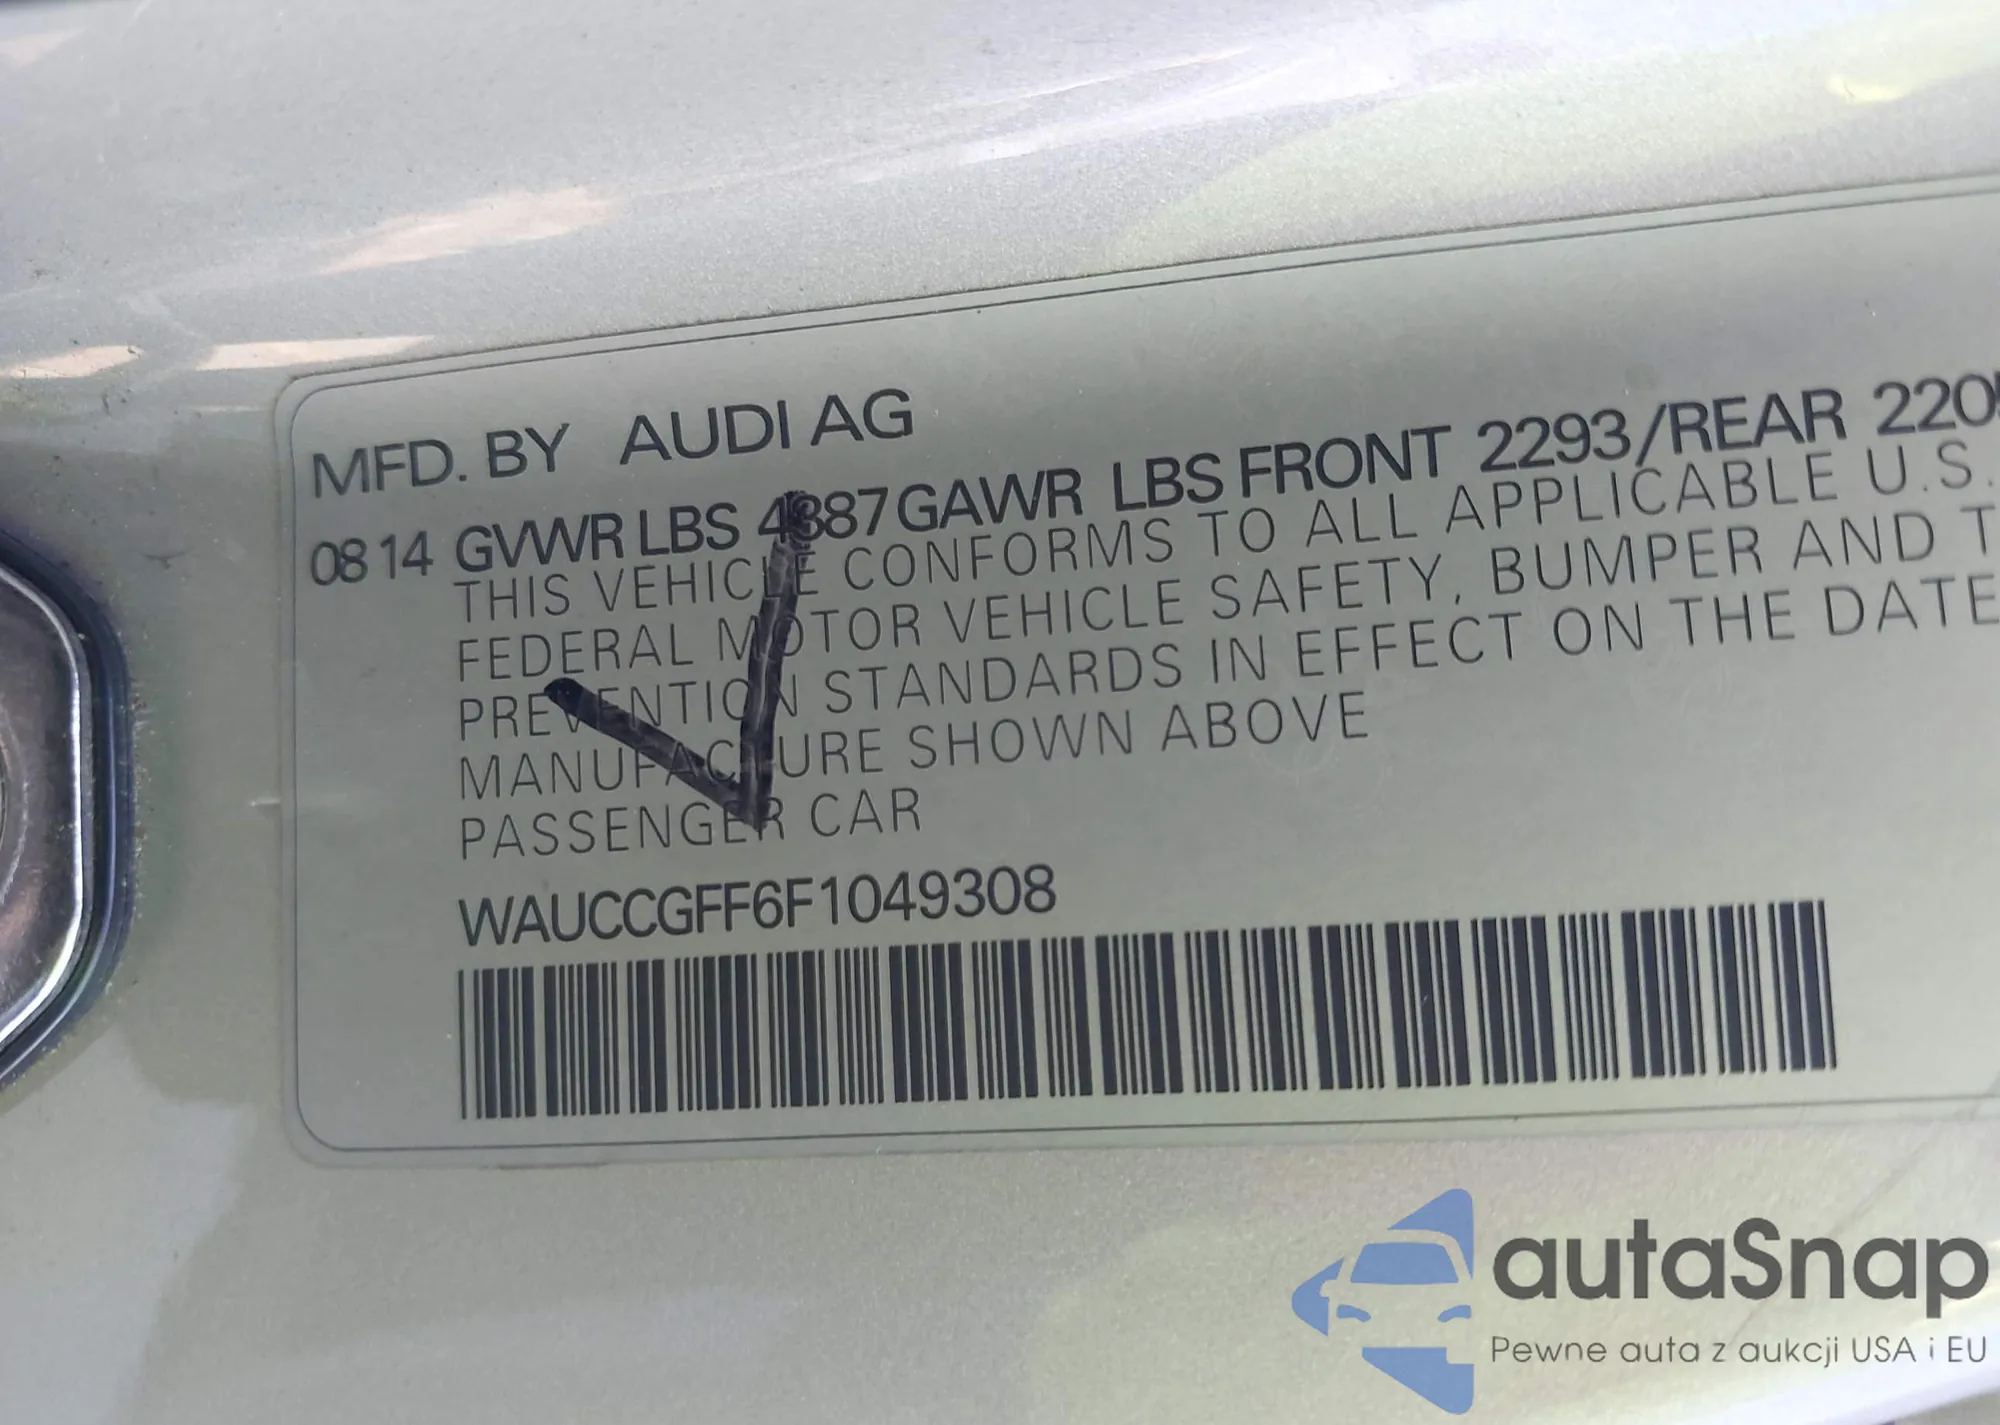 MFD. BY AUDI AG
0814 GVWR LBS 4387 GAWR LBS FRONT 2293/REAR 220
THIS VEHICLE CONFORMS TO ALL APPLICABLE U.S.
FEDERAL MOTOR VEHICLE SAFETY, BUMPER AND T
PREVENTION STANDARDS IN EFFECT ON THE DATE
MANUFACTURE SHOWN ABOVE
PASSENGER CAR
WAUCCGFF6F1049308
autaSnap
Pewne auta z aukcji USA i EU